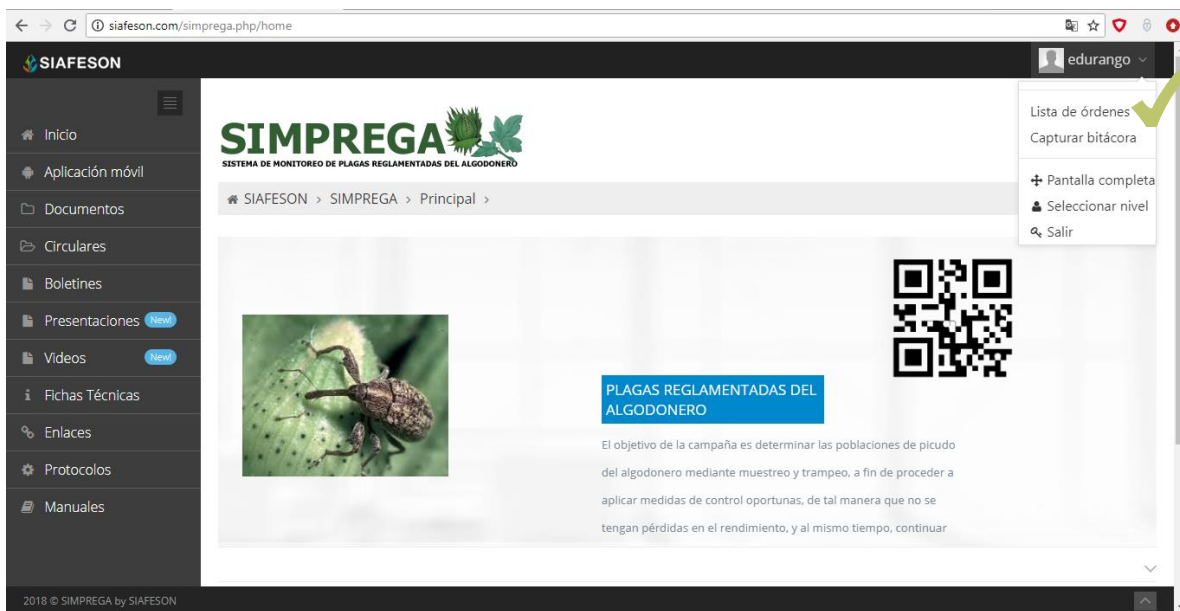 siafeson.com/simprega.php/home
SIAFESON
edurango
Lista de órdenes
Capturar bitácora
Pantalla completa
Seleccionar nivel
Salir
Inicio
Aplicación móvil
Documentos
Circulares
Boletines
Presentaciones New!
Videos New!
Fichas Técnicas
Enlaces
Protocolos
Manuales
SIMPREGA
SISTEMA DE MONITOREO DE PLAGAS REGLAMENTADAS DEL ALGODONERO
SIAFESON > SIMPREGA > Principal >
PLAGAS REGLAMENTADAS DEL
ALGODONERO
El objetivo de la campaña es determinar las poblaciones de picudo
del algodonero mediante muestreo y trampeo, a fin de proceder a
aplicar medidas de control oportunas, de tal manera que no se
tengan pérdidas en el rendimiento, y al mismo tiempo, continuar
2018 © SIMPREGA by SIAFESON